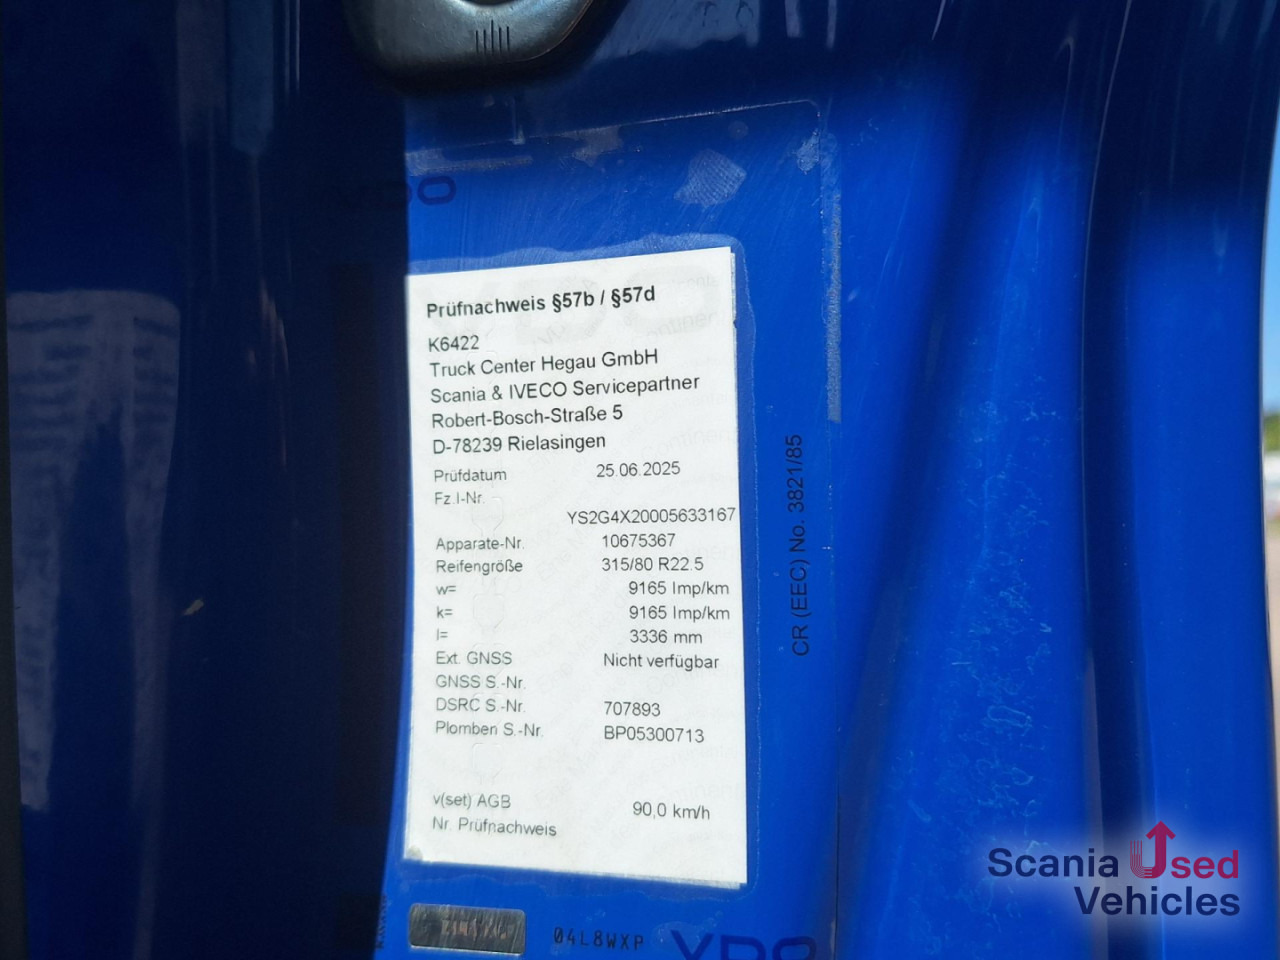 Prüfnachweis §57b / §57d
K6422
Truck Center Hegau GmbH
Scania & IVECO Servicepartner
Robert-Bosch-Straße 5
D-78239 Rielasingen
Prüfdatum 25.06.2025
Fz.I-Nr.
YS2G4X20005633167
Apparate-Nr. 10675367
Reifengröße 315/80 R22.5
w= 9165 Imp/km
k= 9165 Imp/km
l= 3336 mm
Ext. GNSS Nicht verfügbar
GNSS S.-Nr.
DSRC S.-Nr. 707893
Plomben S.-Nr. BP05300713
v(set) AGB 90,0 km/h
Nr. Prüfnachweis
CR (EEC) No. 3821/85
04L8WXP
VDO
Scania Used
Vehicles